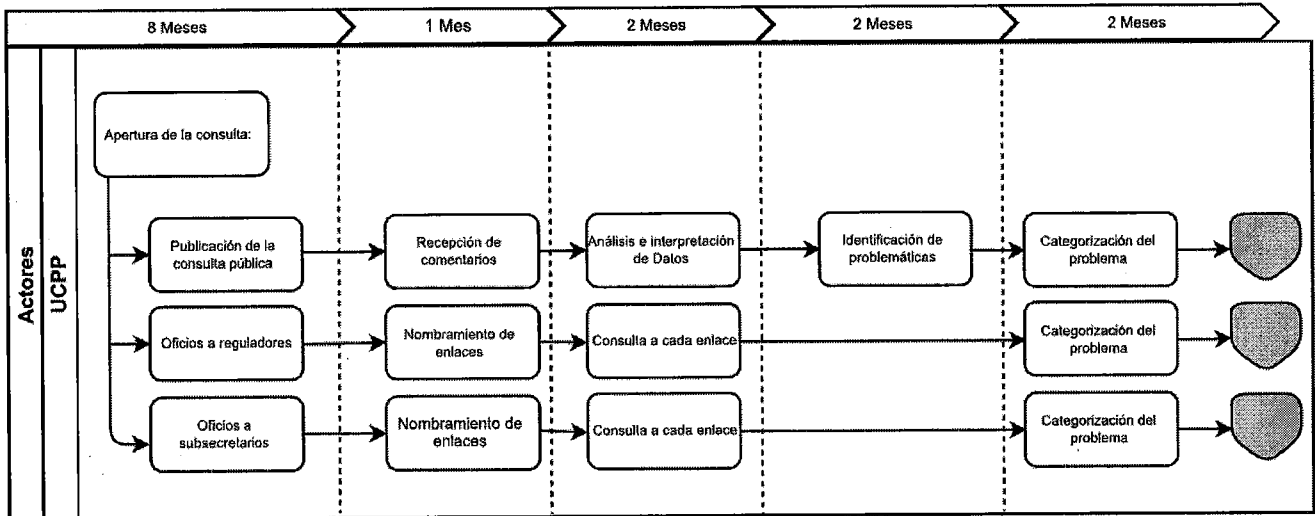 8 Meses
1 Mes
2 Meses
2 Meses
2 Meses
Actores
UCPP
Apertura de la consulta:
Publicación de la
consulta pública
Recepción de
comentarios
Análisis e interpretación
de Datos
Identificación de
problemáticas
Categorización del
problema
Oficios a reguladores
Nombramiento de
enlaces
Consulta a cada enlace
Categorización del
problema
Oficios a
subsecretarios
Nombramiento de
enlaces
Consulta a cada enlace
Categorización del
problema